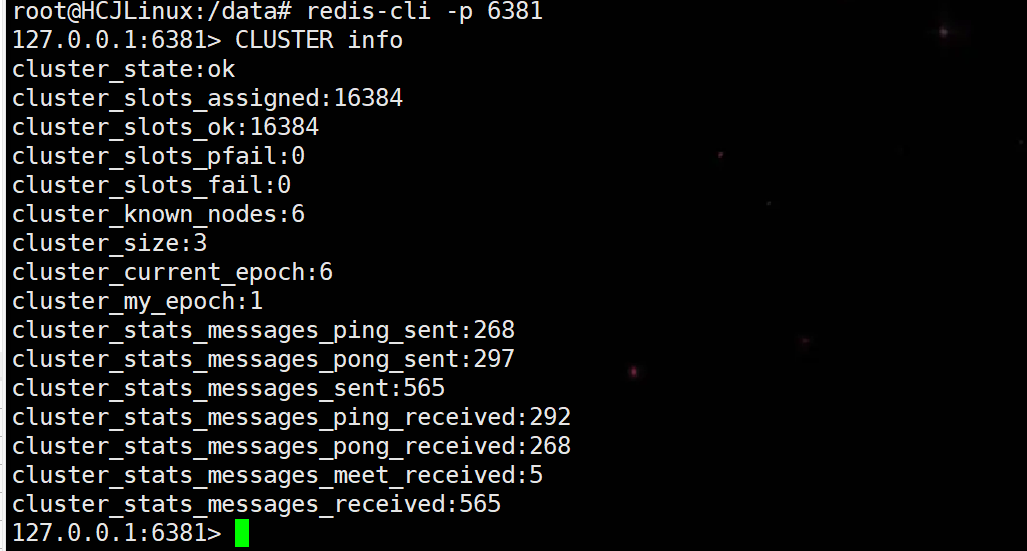 root@HCJLinux:/data# redis-cli -p 6381
127.0.0.1:6381> CLUSTER info
cluster_state:ok
cluster_slots_assigned:16384
cluster_slots_ok:16384
cluster_slots_pfail:0
cluster_slots_fail:0
cluster_known_nodes:6
cluster_size:3
cluster_current_epoch:6
cluster_my_epoch:1
cluster_stats_messages_ping_sent:268
cluster_stats_messages_pong_sent:297
cluster_stats_messages_sent:565
cluster_stats_messages_ping_received:292
cluster_stats_messages_pong_received:268
cluster_stats_messages_meet_received:5
cluster_stats_messages_received:565
127.0.0.1:6381>